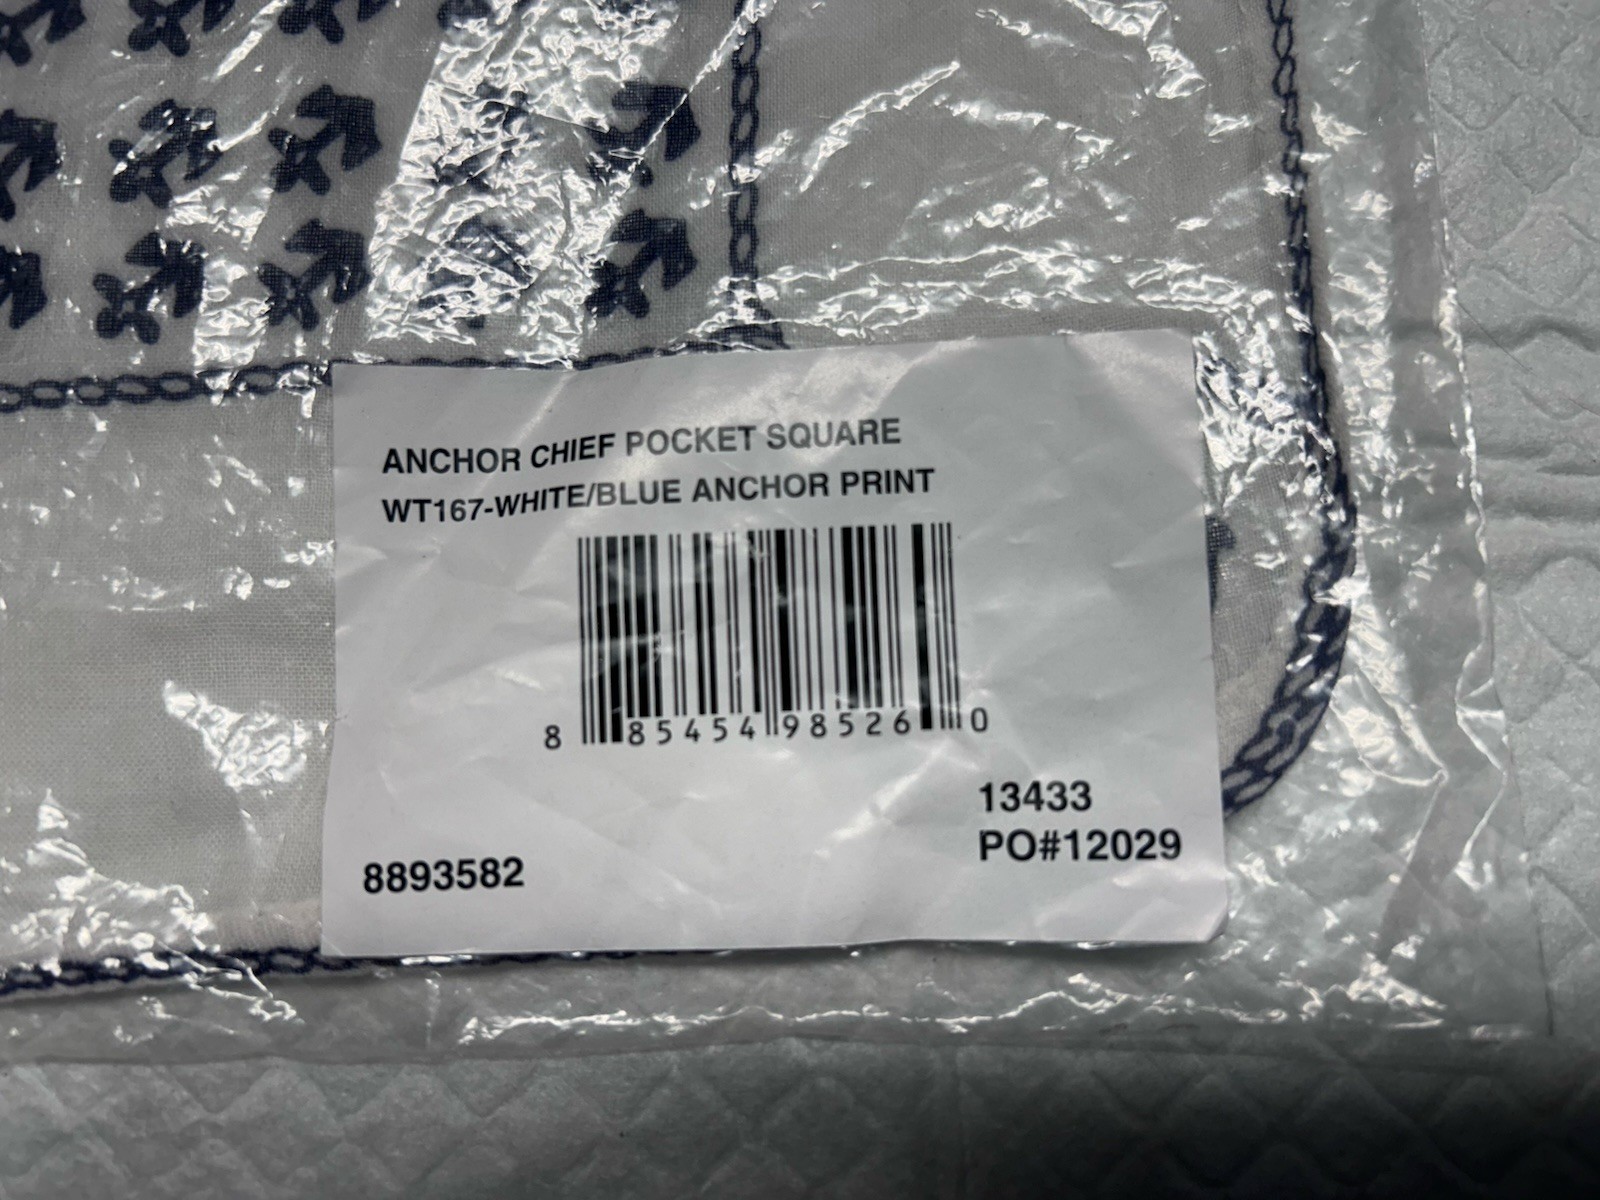 ANCHOR CHIEF POCKET SQUARE
WT167-WHITE/BLUE ANCHOR PRINT
8 85454 98526 0
13433
PO#12029
8893582